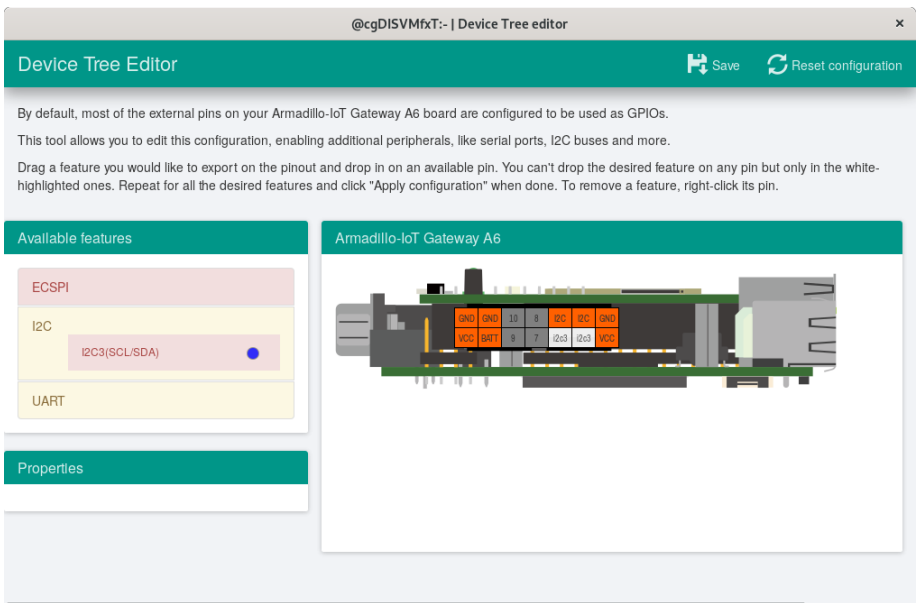 @cgDISVMfxT:- | Device Tree editor ×
Device Tree Editor
Save
Reset configuration
By default, most of the external pins on your Armadillo-IoT Gateway A6 board are configured to be used as GPIOs.
This tool allows you to edit this configuration, enabling additional peripherals, like serial ports, I2C buses and more.
Drag a feature you would like to export on the pinout and drop in on an available pin. You can't drop the desired feature on any pin but only in the white-
highlighted ones. Repeat for all the desired features and click "Apply configuration" when done. To remove a feature, right-click its pin.
Available features
ECSPI
I2C
I2C3(SCL/SDA)
UART
Properties
Armadillo-IoT Gateway A6
GND GND 10 8 I2C I2C GND
VCC BATT 9 7 i2c3 i2c3 VCC